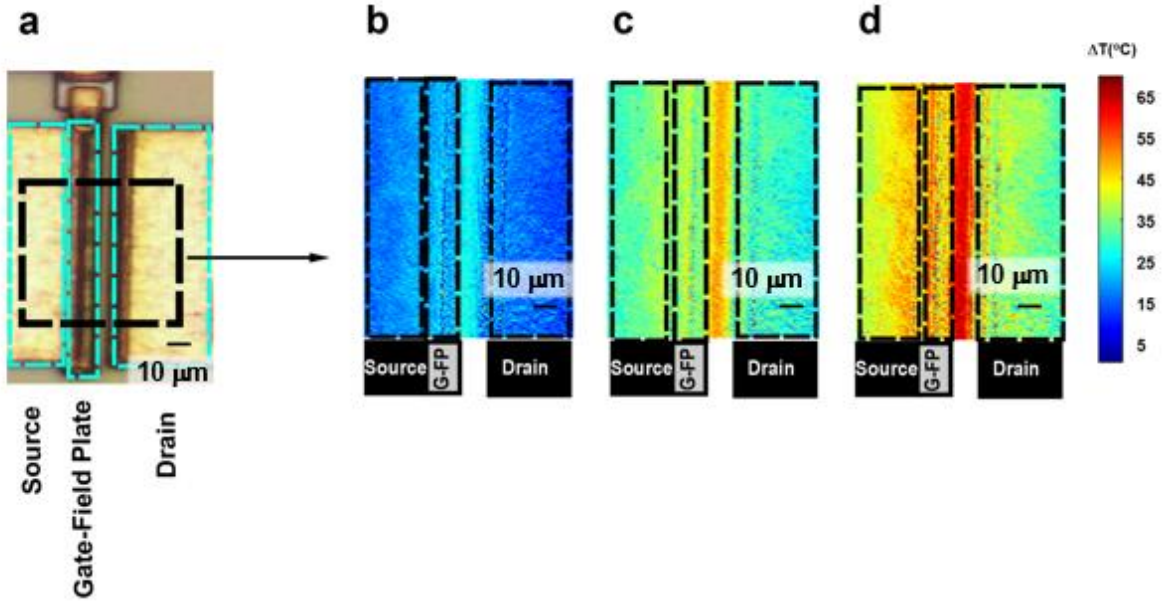 a
b
c
d
ΔT(°C)
65
55
45
35
25
15
5
10 μm
10 μm
10 μm
10 μm
Source
G-FP
Drain
Source
G-FP
Drain
Source
G-FP
Drain
Source
Gate-Field Plate
Drain